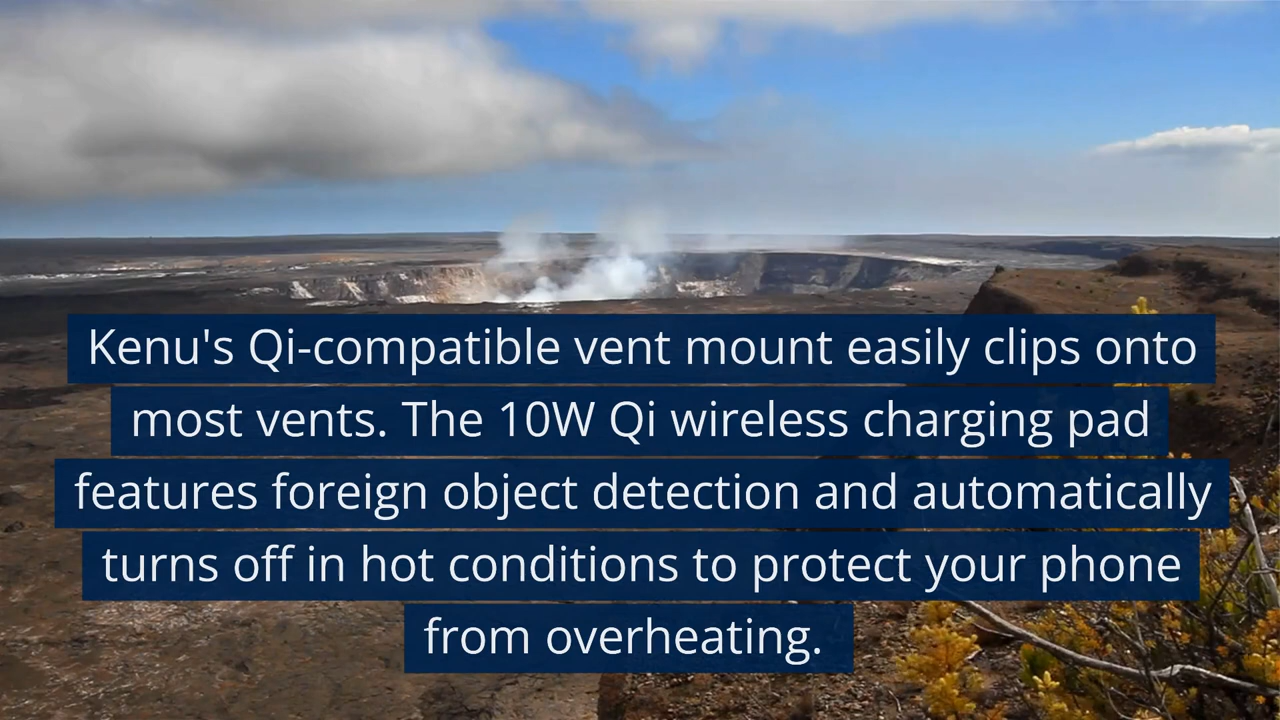 Kenu's Qi-compatible vent mount easily clips onto
most vents. The 10W Qi wireless charging pad
features foreign object detection and automatically
turns off in hot conditions to protect your phone
from overheating.